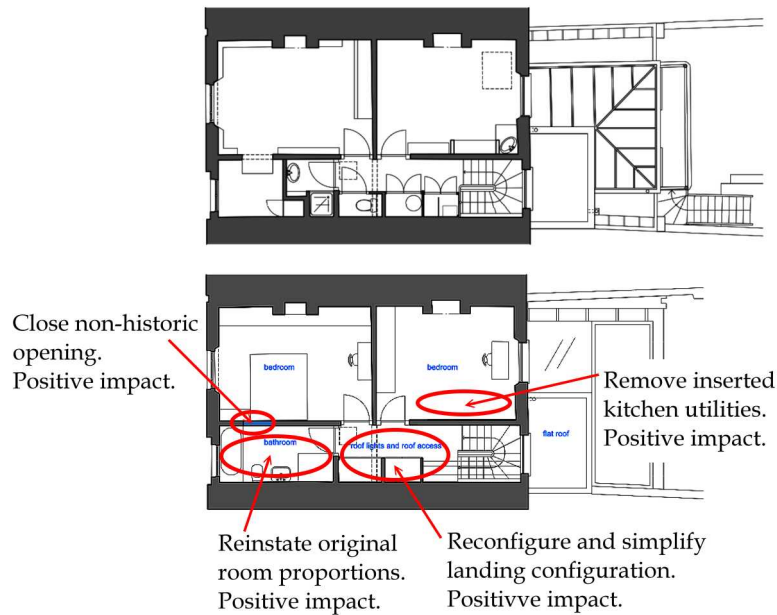 Close non-historic
opening.
Positive impact.
bedroom
bedroom
Remove inserted
kitchen utilities.
Positive impact.
flat roof
bathroom
roof lights and roof access
Reinstate original
room proportions.
Positive impact.
Reconfigure and simplify
landing configuration.
Positivve impact.